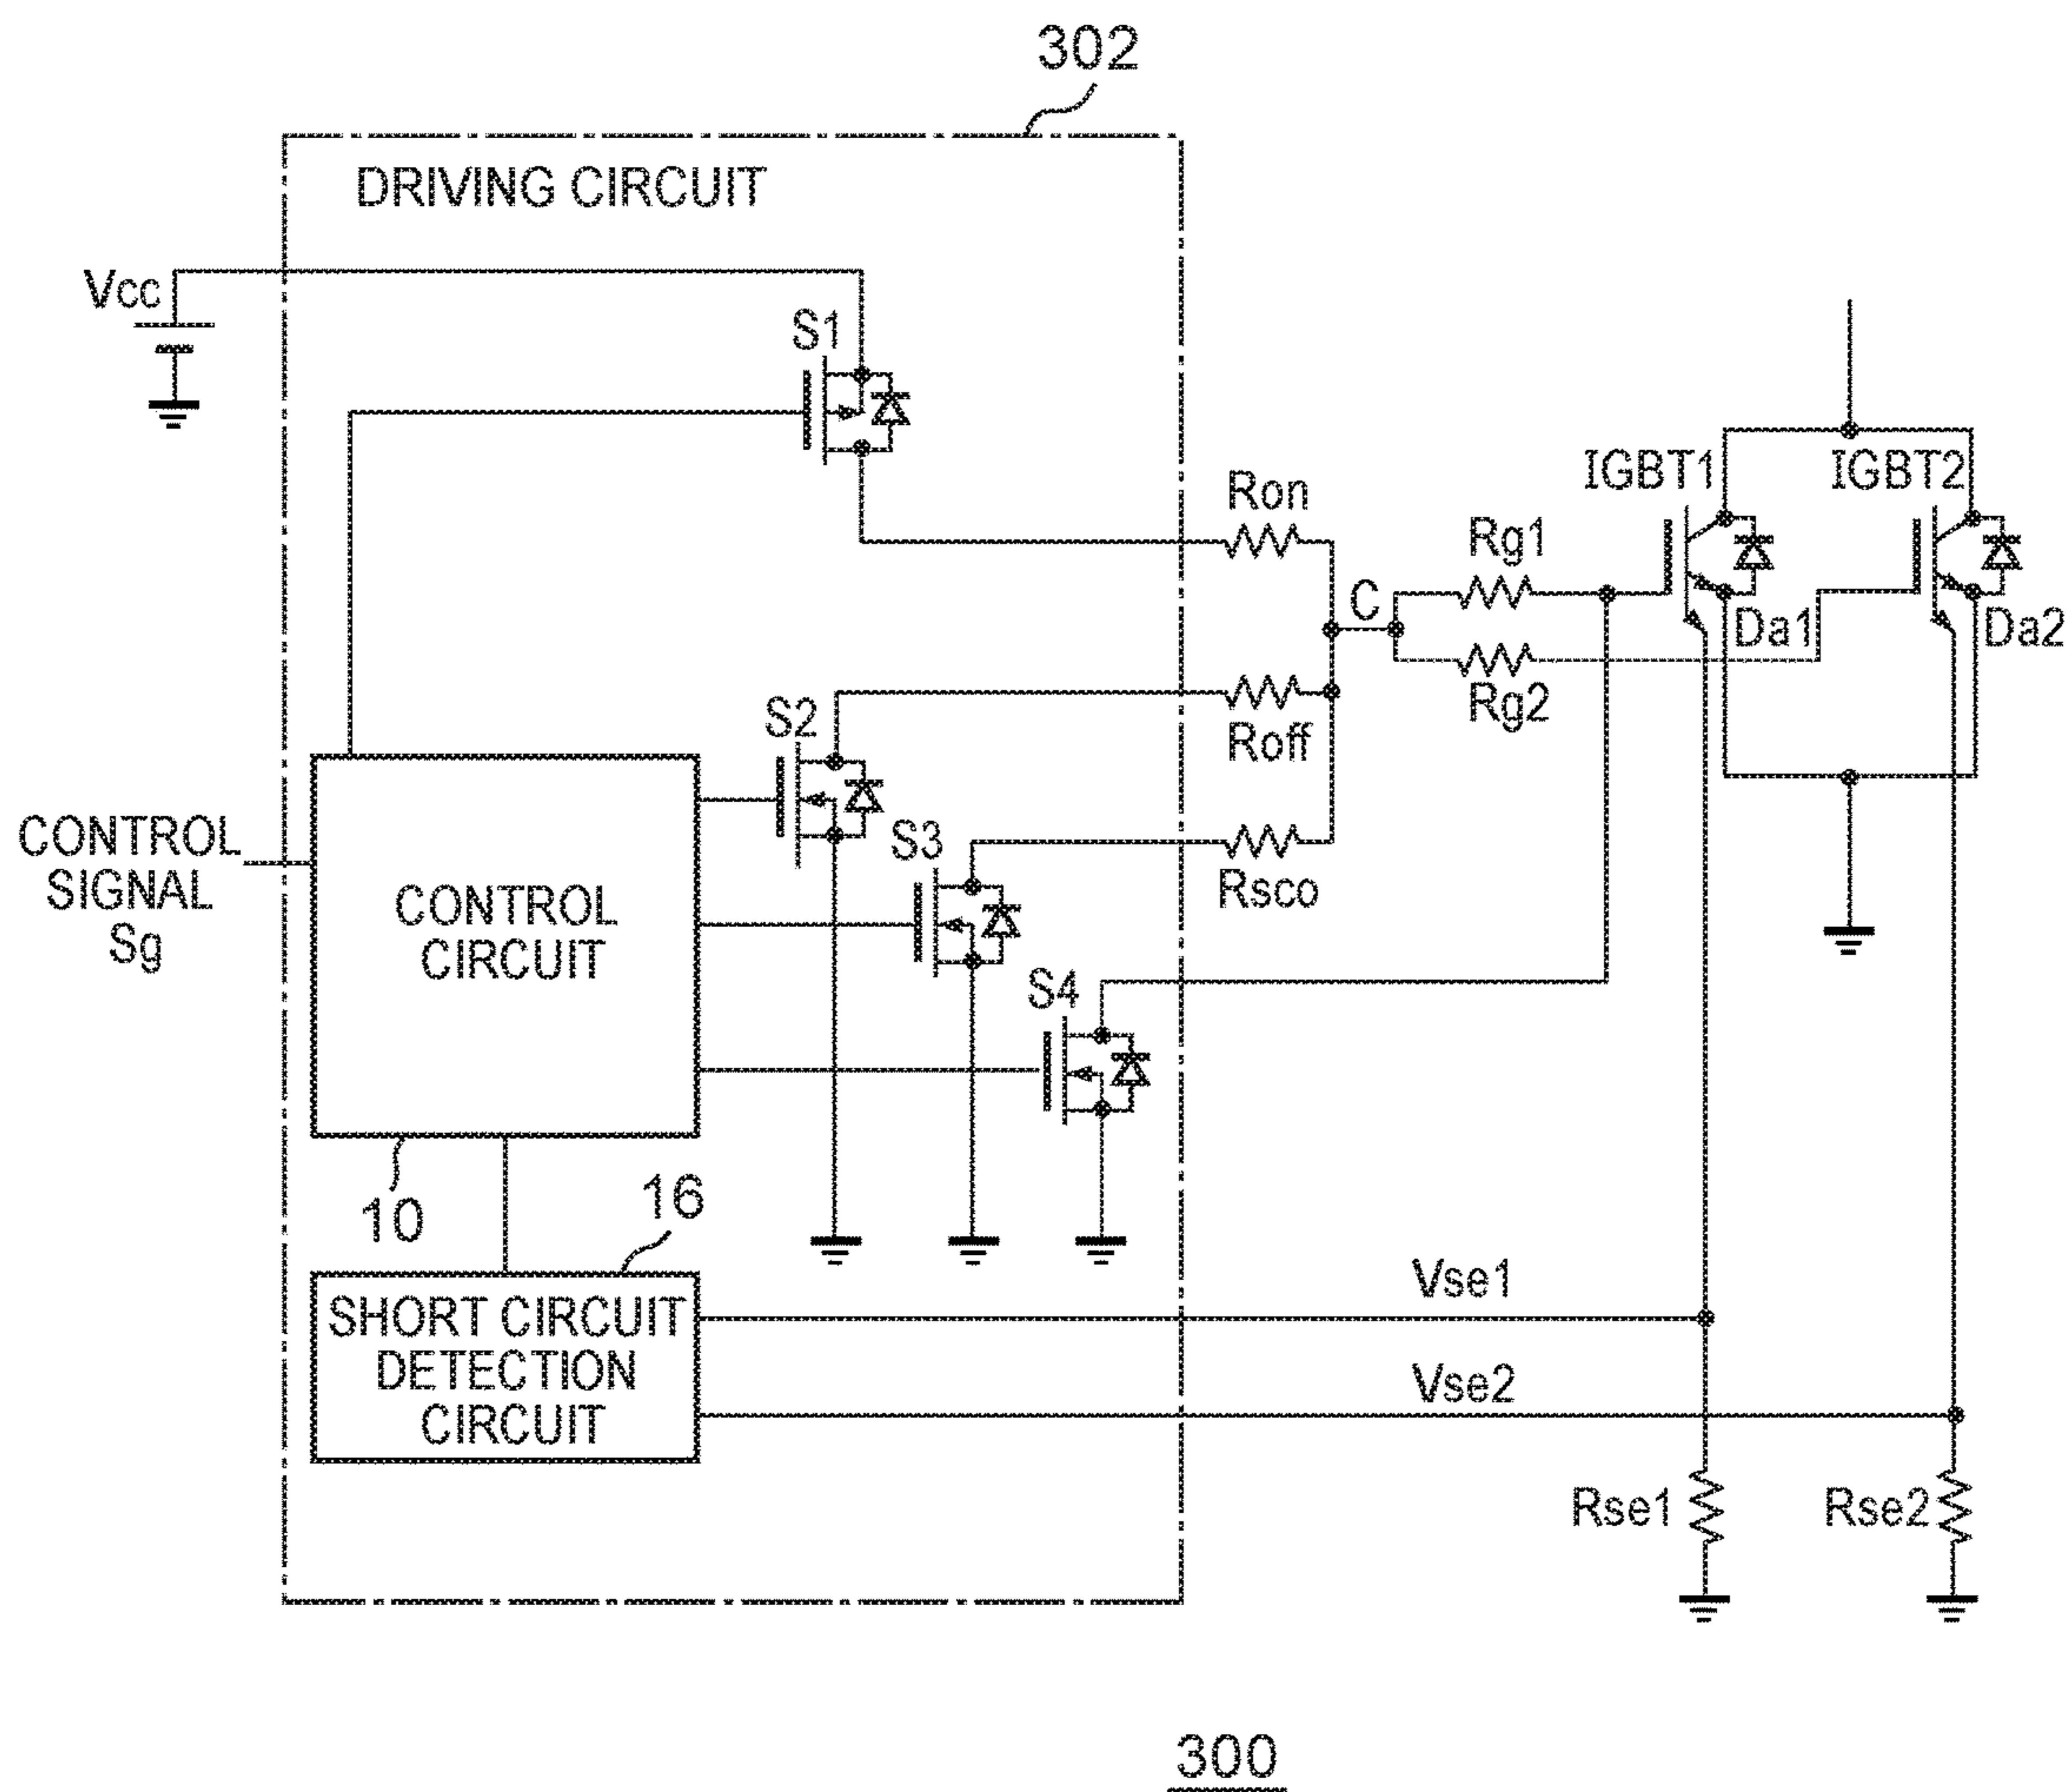 302
DRIVING CIRCUIT
Vcc
S1
IGBT1
IGBT2
Ron
Rg1
C
Da1
Da2
Rg2
S2
Roff
CONTROL
SIGNAL
Sg
CONTROL
CIRCUIT
S3
Rsco
S4
10
16
SHORT CIRCUIT
DETECTION
CIRCUIT
Vse1
Vse2
Rse1
Rse2
300